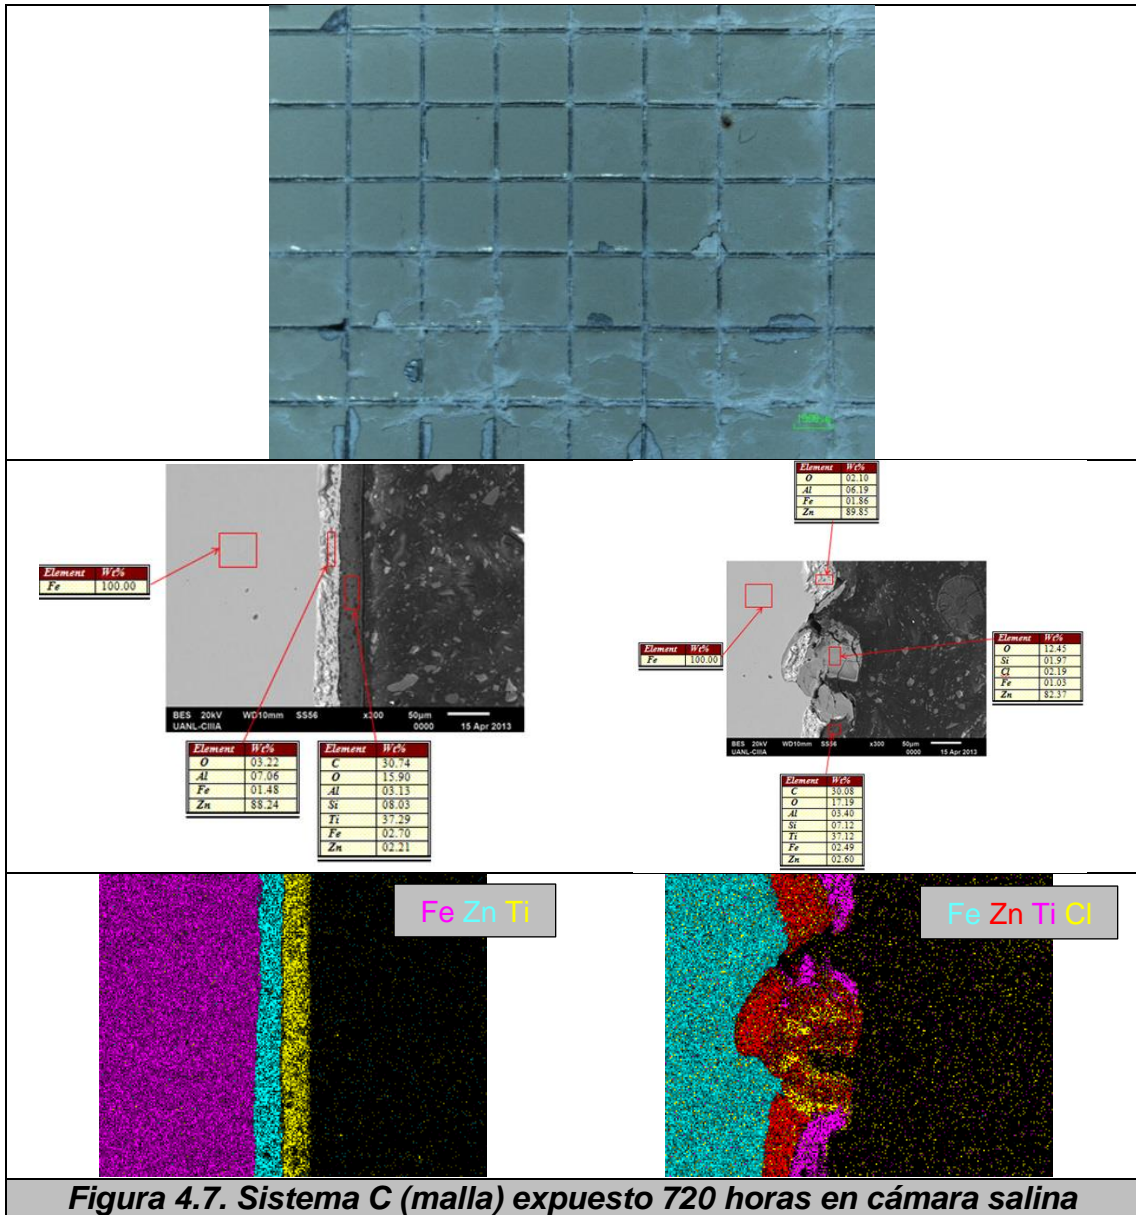 Element Wt%
O 02.10
Al 06.19
Fe 01.86
Zn 89.85
Element Wt%
Fe 100.00
Element Wt%
Fe 100.00
Element Wt%
O 12.45
Si 01.97
Cl 02.19
Fe 01.03
Zn 82.37
BES 20kV WD10mm SS56 x300 50µm
UANL-CIIIA 0000 15 Apr 2013
BES 20kV WD10mm SS56 x300 50µm
UANL-CIIIA 0000 15 Apr 2013
Element Wt%
O 03.22
Al 07.06
Fe 01.48
Zn 88.24
Element Wt%
C 30.74
O 15.90
Al 03.13
Si 08.03
Ti 37.29
Fe 02.70
Zn 02.21
Element Wt%
C 30.08
O 17.19
Al 03.40
Si 07.12
Ti 37.12
Fe 02.49
Zn 02.60
Fe Zn Ti
Fe Zn Ti Cl
Figura 4.7. Sistema C (malla) expuesto 720 horas en cámara salina